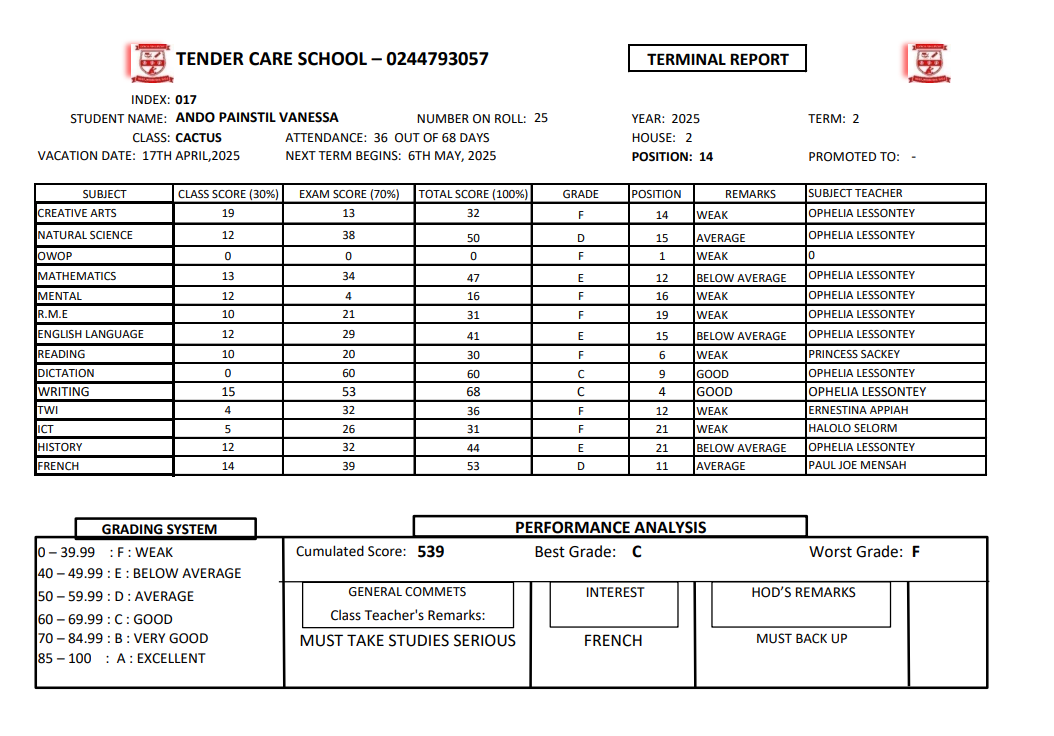 TENDER CARE SCHOOL – 0244793057
TERMINAL REPORT
INDEX: 017
STUDENT NAME: ANDO PAINSTIL VANESSA NUMBER ON ROLL: 25 YEAR: 2025 TERM: 2
CLASS: CACTUS ATTENDANCE: 36 OUT OF 68 DAYS HOUSE: 2
VACATION DATE: 17TH APRIL,2025 NEXT TERM BEGINS: 6TH MAY, 2025 POSITION: 14 PROMOTED TO: -
SUBJECT CLASS SCORE (30%) EXAM SCORE (70%) TOTAL SCORE (100%) GRADE POSITION REMARKS SUBJECT TEACHER
CREATIVE ARTS 19 13 32 F 14 WEAK OPHELIA LESSONTEY
NATURAL SCIENCE 12 38 50 D 15 AVERAGE OPHELIA LESSONTEY
OWOP 0 0 0 F 1 WEAK 0
MATHEMATICS 13 34 47 E 12 BELOW AVERAGE OPHELIA LESSONTEY
MENTAL 12 4 16 F 16 WEAK OPHELIA LESSONTEY
R.M.E 10 21 31 F 19 WEAK OPHELIA LESSONTEY
ENGLISH LANGUAGE 12 29 41 E 15 BELOW AVERAGE OPHELIA LESSONTEY
READING 10 20 30 F 6 WEAK PRINCESS SACKEY
DICTATION 0 60 60 C 9 GOOD OPHELIA LESSONTEY
WRITING 15 53 68 C 4 GOOD OPHELIA LESSONTEY
TWI 4 32 36 F 12 WEAK ERNESTINA APPIAH
ICT 5 26 31 F 21 WEAK HALOLO SELORM
HISTORY 12 32 44 E 21 BELOW AVERAGE OPHELIA LESSONTEY
FRENCH 14 39 53 D 11 AVERAGE PAUL JOE MENSAH
GRADING SYSTEM
0 – 39.99 : F : WEAK
40 – 49.99 : E : BELOW AVERAGE
50 – 59.99 : D : AVERAGE
60 – 69.99 : C : GOOD
70 – 84.99 : B : VERY GOOD
85 – 100 : A : EXCELLENT
PERFORMANCE ANALYSIS
Cumulated Score: 539 Best Grade: C Worst Grade: F
GENERAL COMMETS
Class Teacher's Remarks:
MUST TAKE STUDIES SERIOUS
INTEREST
FRENCH
HOD'S REMARKS
MUST BACK UP